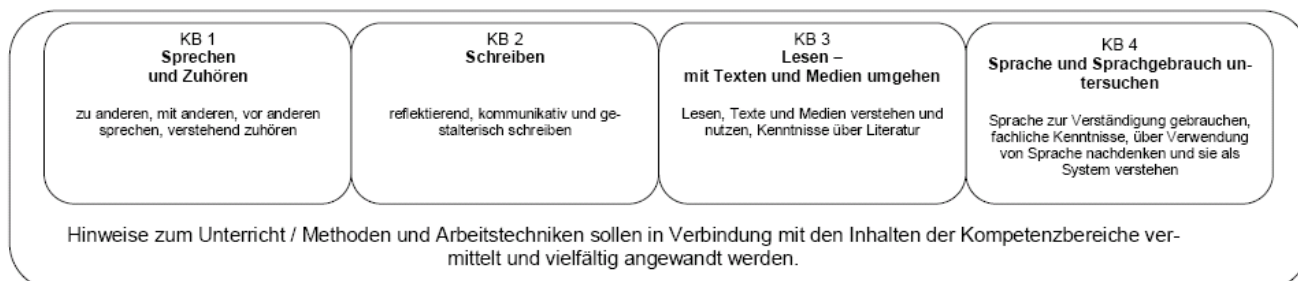 KB 1
Sprechen
und Zuhören
zu anderen, mit anderen, vor anderen
sprechen, verstehend zuhören
KB 2
Schreiben
reflektierend, kommunikativ und ge-
stalterisch schreiben
KB 3
Lesen –
mit Texten und Medien umgehen
Lesen, Texte und Medien verstehen und
nutzen, Kenntnisse über Literatur
KB 4
Sprache und Sprachgebrauch un-
tersuchen
Sprache zur Verständigung gebrauchen,
fachliche Kenntnisse, über Verwendung
von Sprache nachdenken und sie als
System verstehen
Hinweise zum Unterricht / Methoden und Arbeitstechniken sollen in Verbindung mit den Inhalten der Kompetenzbereiche ver-
mittelt und vielfältig angewandt werden.